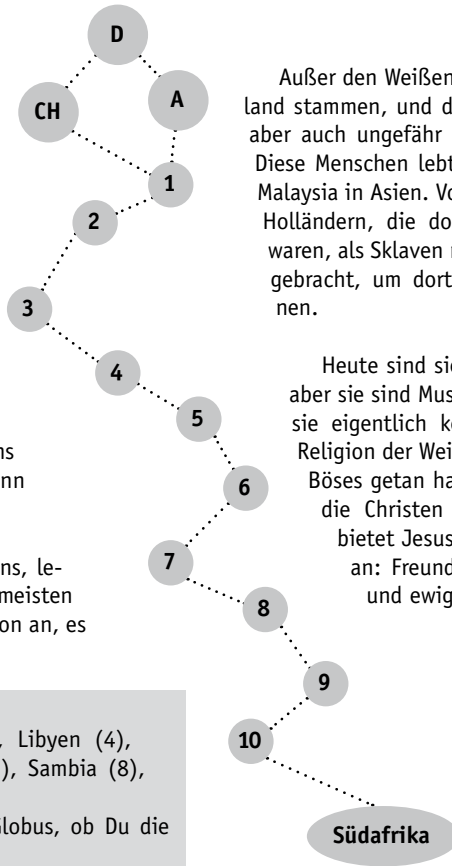 D
CH
A
1
2
3
4
5
6
7
8
9
10
Südafrika
Außer den Weißen
land stammen, und d
aber auch ungefähr
Diese Menschen lebt
Malaysia in Asien. Vo
Holländern, die do
waren, als Sklaven n
gebracht, um dort
nen.
Heute sind sie
aber sie sind Mus
sie eigentlich k
Religion der Wei
Böses getan ha
die Christen
bietet Jesus
an: Freund
und ewig
ns
nn
ns, le-
meisten
on an, es
, Libyen (4),
), Sambia (8),
Globus, ob Du die